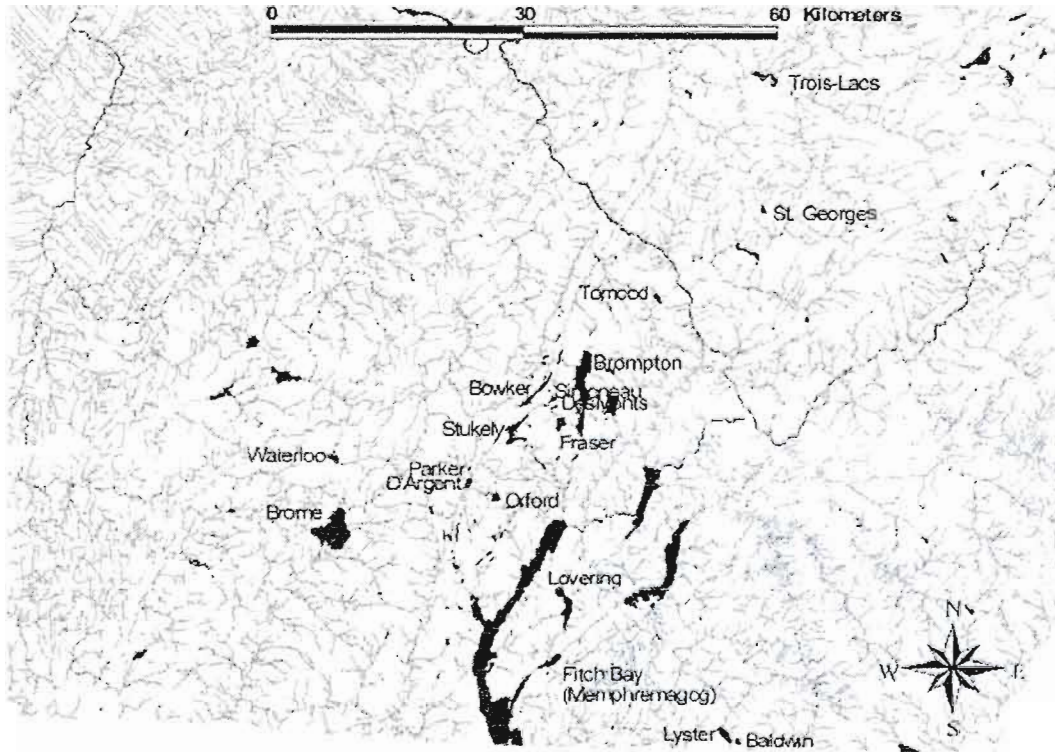 0 30 60 Kilometers
Trois-Lacs
St. Georges
Tomcod
Brompton
Bowker
Simoneau
Desmonts
Stukely
Fraser
Waterloo
Parker
D'Argent
Orford
Brome
Lovering
N
W E
S
Fitch Bay
(Memphremagog)
Lyster
Baldwin